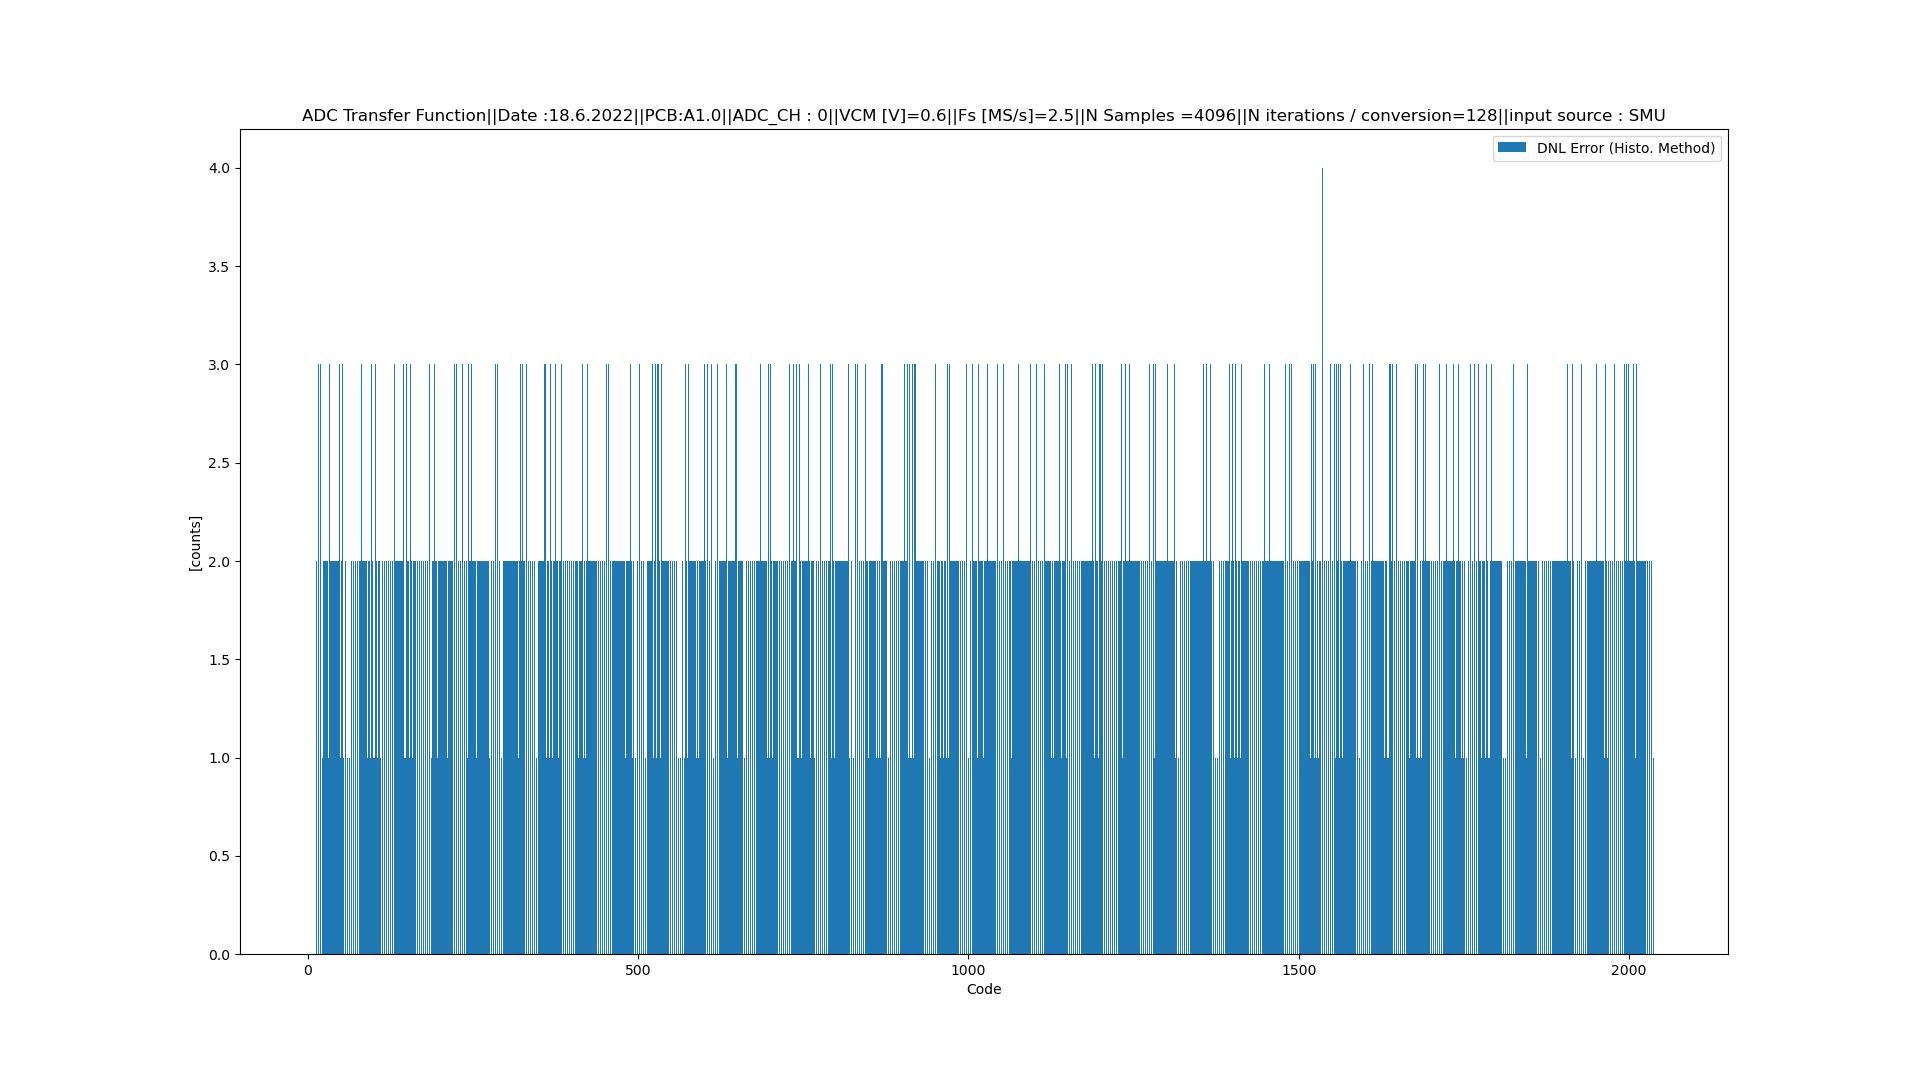 ADC Transfer Function||Date :18.6.2022||PCB:A1.0||ADC_CH : 0||VCM [V]=0.6||Fs [MS/s]=2.5||N Samples =4096||N iterations / conversion=128||input source : SMU
DNL Error (Histo. Method)
4.0
3.5
3.0
2.5
2.0
1.5
1.0
0.5
0.0
[counts]
0 500 1000 1500 2000
Code